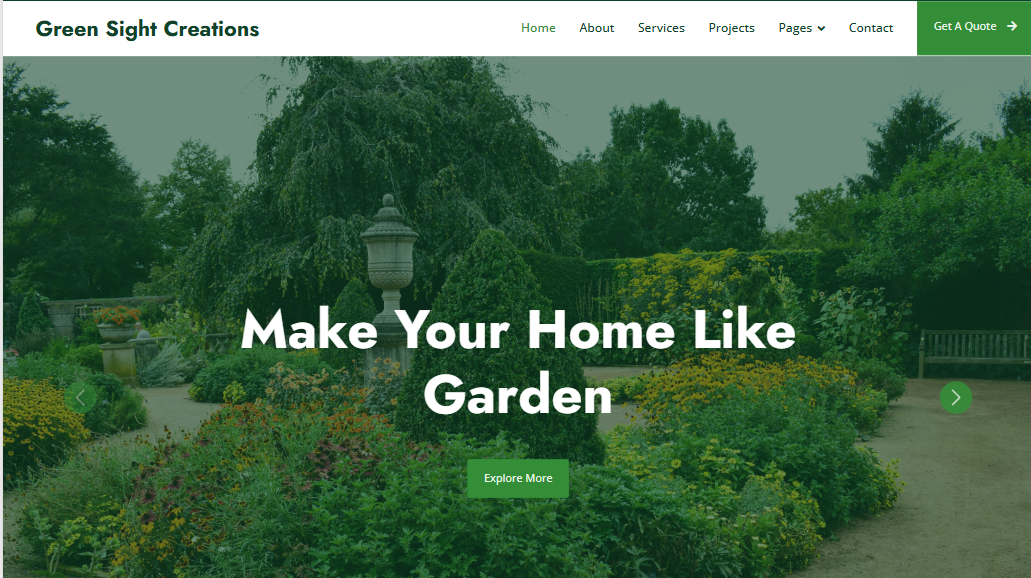 Green Sight Creations
Home About Services Projects Pages Contact Get A Quote
Make Your Home Like
Garden
Explore More